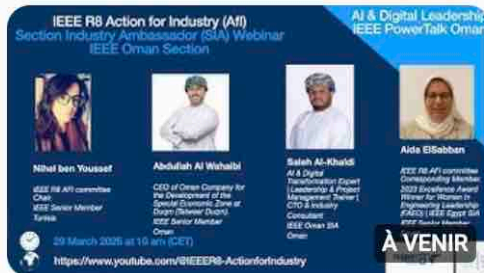 IEEE R8 Action for Industry (AfI)
Section Industry Ambassador (SIA) Webinar
IEEE Oman Section
AI & Digital Leadership
IEEE PowerTalk Oman
Nihel ben Youssef
IEEE R8 AfI committee
Chair
IEEE Senior Member
Tunisia
Abdullah Al Wahaibi
CEO of Oman Company for
the Development of the
Special Economic Zone at
Duqm (Tatweer Duqm).
IEEE Senior Member
Oman
Saleh Al-Khaldi
AI & Digital
Transformation Expert
| Leadership & Project
Management Trainer |
CTO & Industry
Consultant
IEEE Oman SIA
Oman
Aida ElSabban
IEEE R8 AfI committee
Corresponding Member,
2023 Excellence Award
Winner for Women in
Engineering Leadership
(FAEO) | IEEE Egypt SIA
IEEE Senior Member
29 March 2025 at 10 am (CET)
https://www.youtube.com/@IEEER8-ActionforIndustry
À VENIR